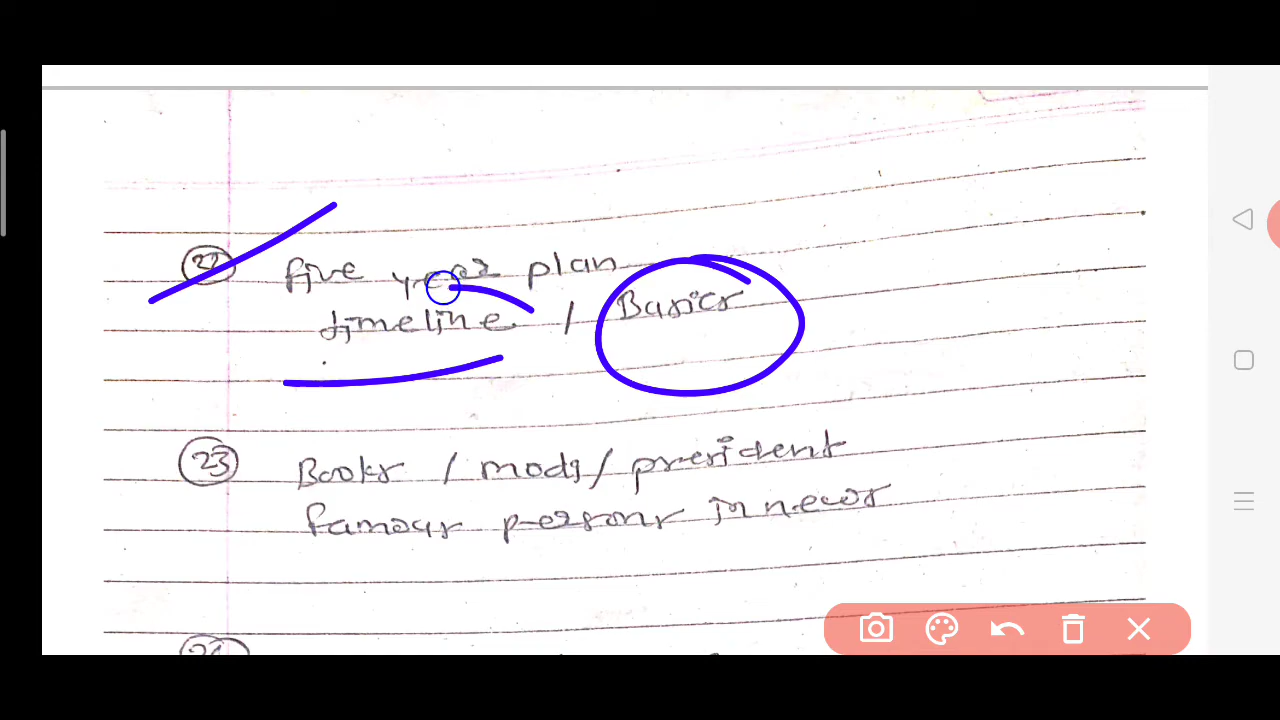 22 five year plan
timeline / Basics
23 Books / modi / president
famous persons in news